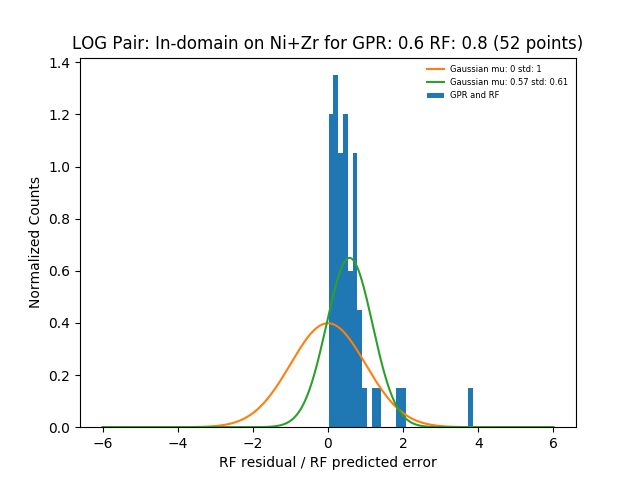 LOG Pair: In-domain on Ni+Zr for GPR: 0.6 RF: 0.8 (52 points)
Gaussian mu: 0 std: 1
Gaussian mu: 0.57 std: 0.61
GPR and RF
Normalized Counts
1.4
1.2
1.0
0.8
0.6
0.4
0.2
0.0
−6
−4
−2
0
2
4
6
RF residual / RF predicted error